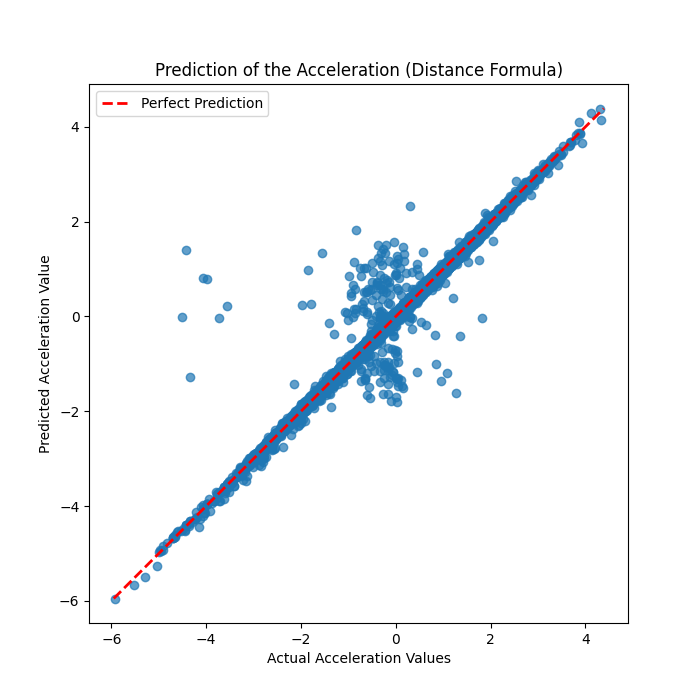 Prediction of the Acceleration (Distance Formula)
Perfect Prediction
Predicted Acceleration Value
4
2
0
−2
−4
−6
−6 −4 −2 0 2 4
Actual Acceleration Values